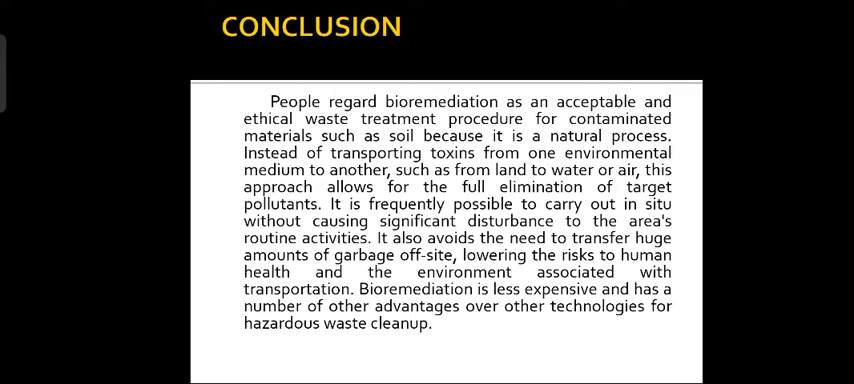 CONCLUSION
People regard bioremediation as an acceptable and
ethical waste treatment procedure for contaminated
materials such as soil because it is a natural process.
Instead of transporting toxins from one environmental
medium to another, such as from land to water or air, this
approach allows for the full elimination of target
pollutants. It is frequently possible to carry out in situ
without causing significant disturbance to the area's
routine activities. It also avoids the need to transfer huge
amounts of garbage off-site, lowering the risks to human
health and the environment associated with
transportation. Bioremediation is less expensive and has a
number of other advantages over other technologies for
hazardous waste cleanup.